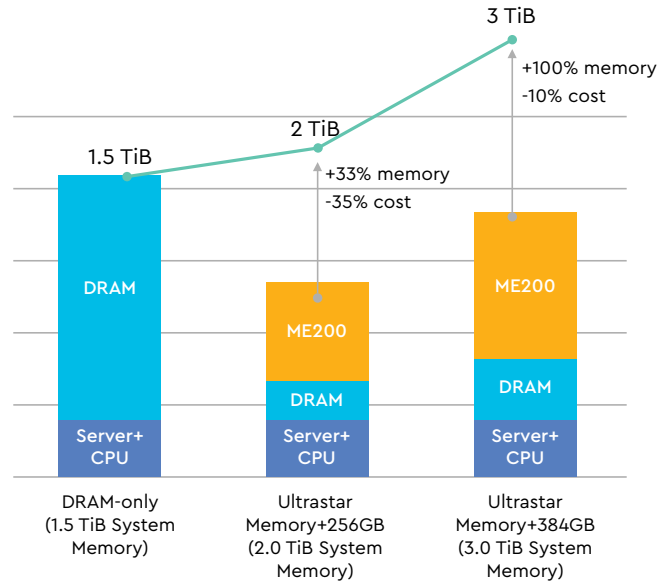 3 TiB
+100% memory
-10% cost
2 TiB
1.5 TiB
+33% memory
-35% cost
DRAM
ME200
ME200
DRAM
DRAM
Server+
CPU
Server+
CPU
Server+
CPU
DRAM-only
(1.5 TiB System
Memory)
Ultrastar
Memory+256GB
(2.0 TiB System
Memory)
Ultrastar
Memory+384GB
(3.0 TiB System
Memory)